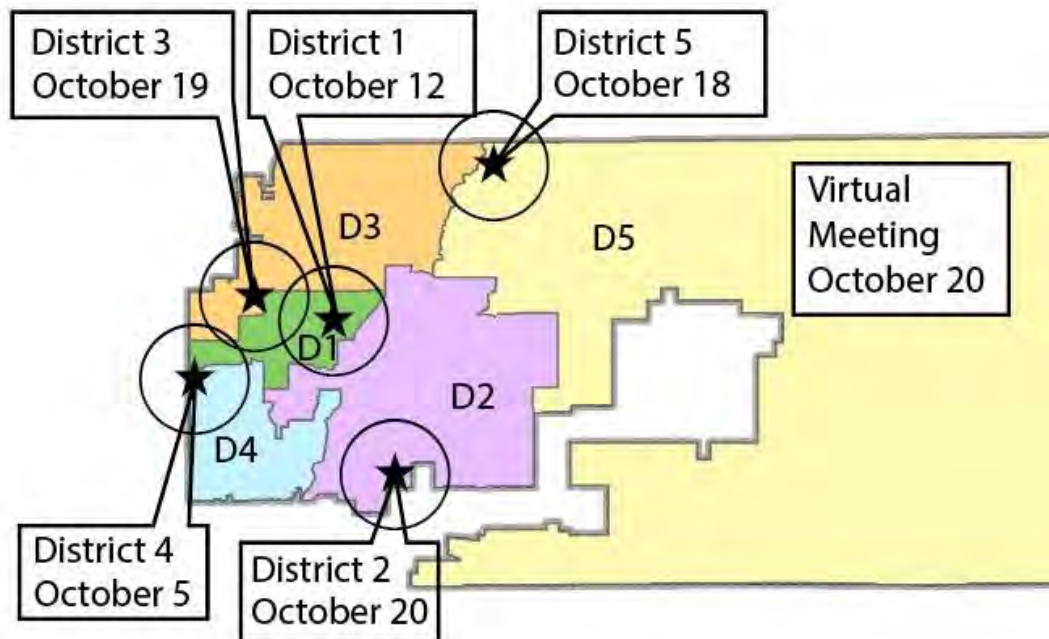 District 3
October 19
District 1
October 12
District 5
October 18
Virtual
Meeting
October 20
D3
D5
D1
D2
D4
District 4
October 5
District 2
October 20